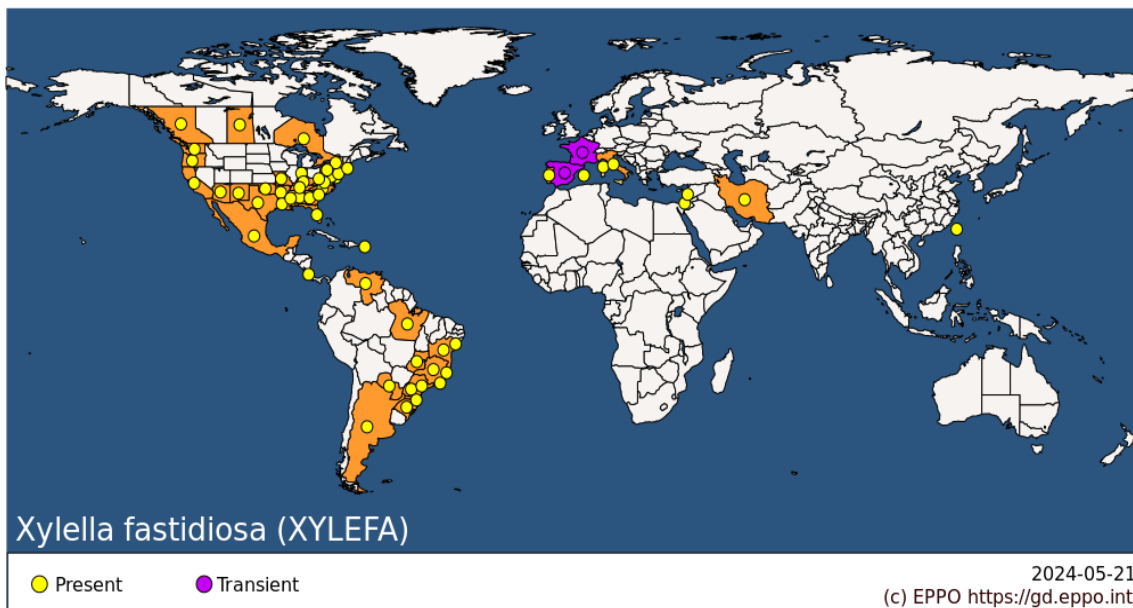 Xylella fastidiosa (XYLEFA)
Present
Transient
2024-05-21
(c) EPPO https://gd.eppo.int